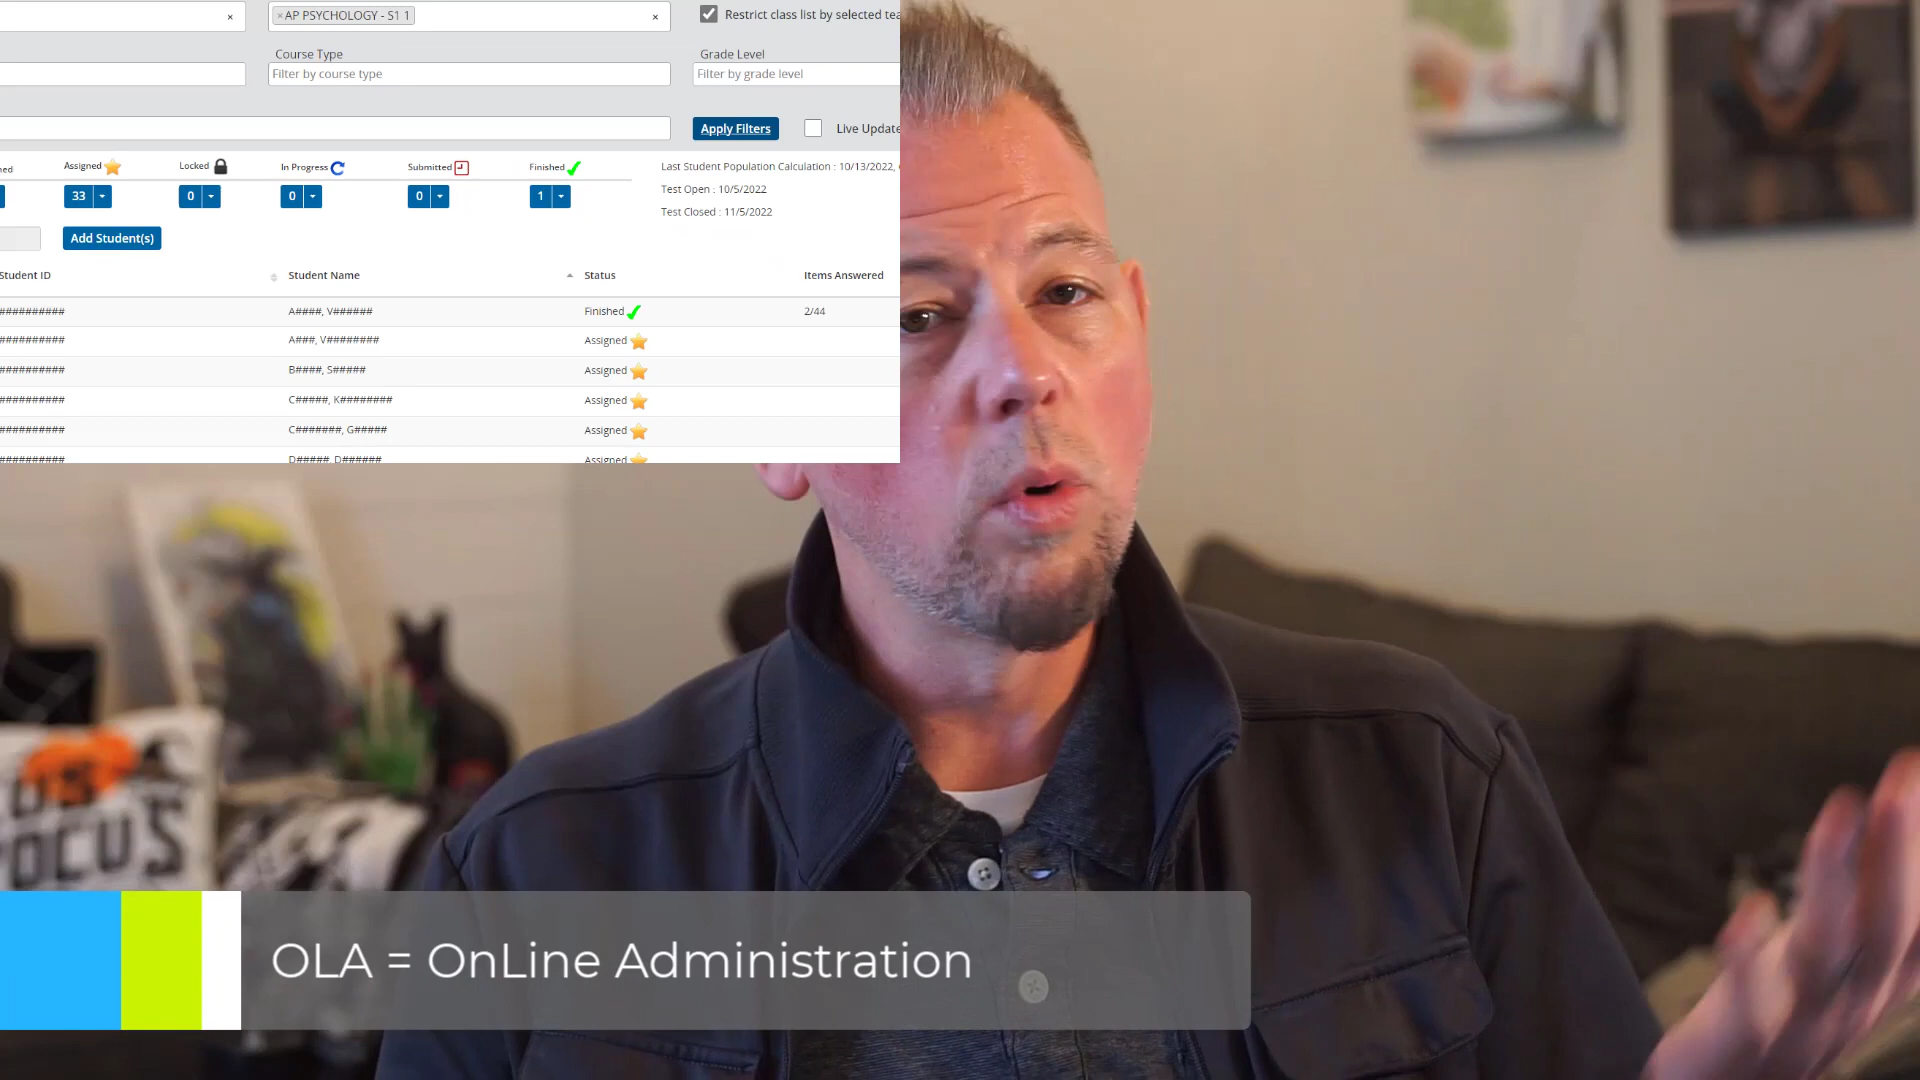 ×
×AP PSYCHOLOGY - S1 1 ×
Restrict class list by selected
Course Type
Filter by course type
Grade Level
Filter by grade level
Apply Filters
Live Update
Assigned Locked In Progress Submitted Finished
33 0 0 0 1
Last Student Population Calculation : 10/13/2022,
Test Open : 10/5/2022
Test Closed : 11/5/2022
Add Student(s)
Student ID Student Name Status Items Answered
########## A####, V###### Finished 2/44
########## A###, V######## Assigned
########## B####, S##### Assigned
########## C#####, K######## Assigned
########## C#######, G##### Assigned
########## D#####, D###### Assigned
OCUS
OLA = OnLine Administration